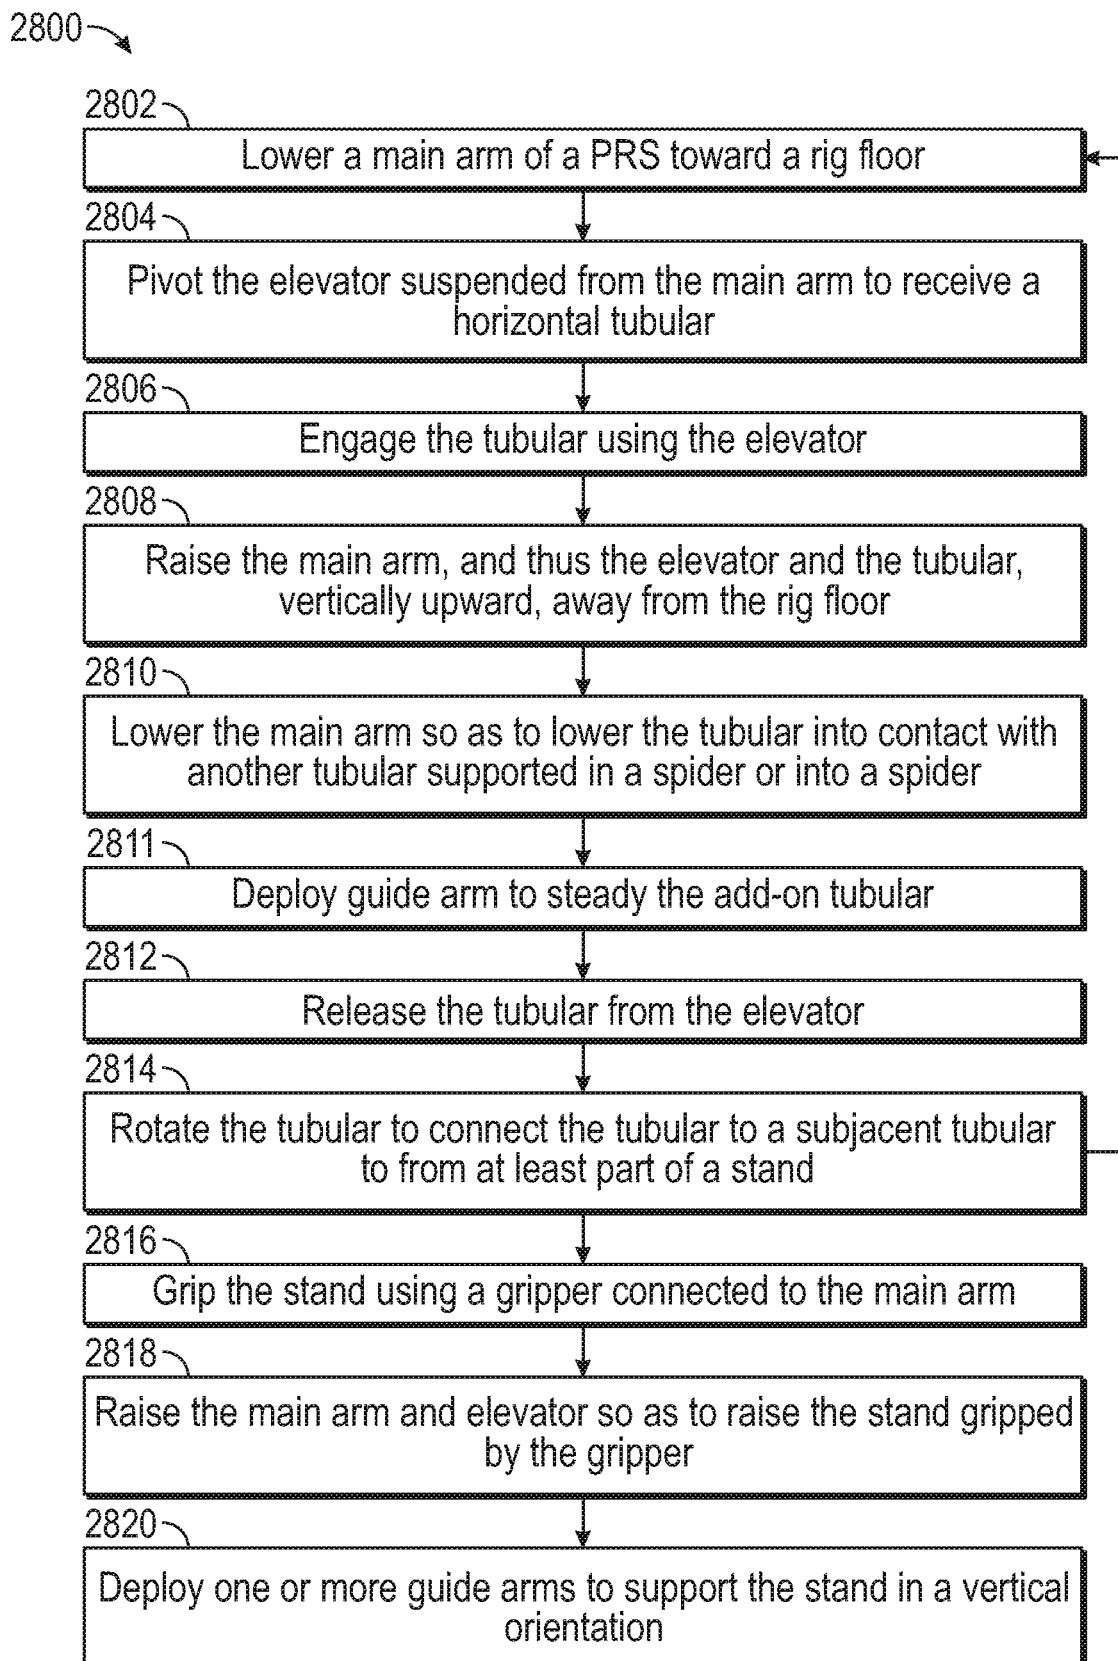 2800
2802
Lower a main arm of a PRS toward a rig floor
2804
Pivot the elevator suspended from the main arm to receive a
horizontal tubular
2806
Engage the tubular using the elevator
2808
Raise the main arm, and thus the elevator and the tubular,
vertically upward, away from the rig floor
2810
Lower the main arm so as to lower the tubular into contact with
another tubular supported in a spider or into a spider
2811
Deploy guide arm to steady the add-on tubular
2812
Release the tubular from the elevator
2814
Rotate the tubular to connect the tubular to a subjacent tubular
to from at least part of a stand
2816
Grip the stand using a gripper connected to the main arm
2818
Raise the main arm and elevator so as to raise the stand gripped
by the gripper
2820
Deploy one or more guide arms to support the stand in a vertical
orientation